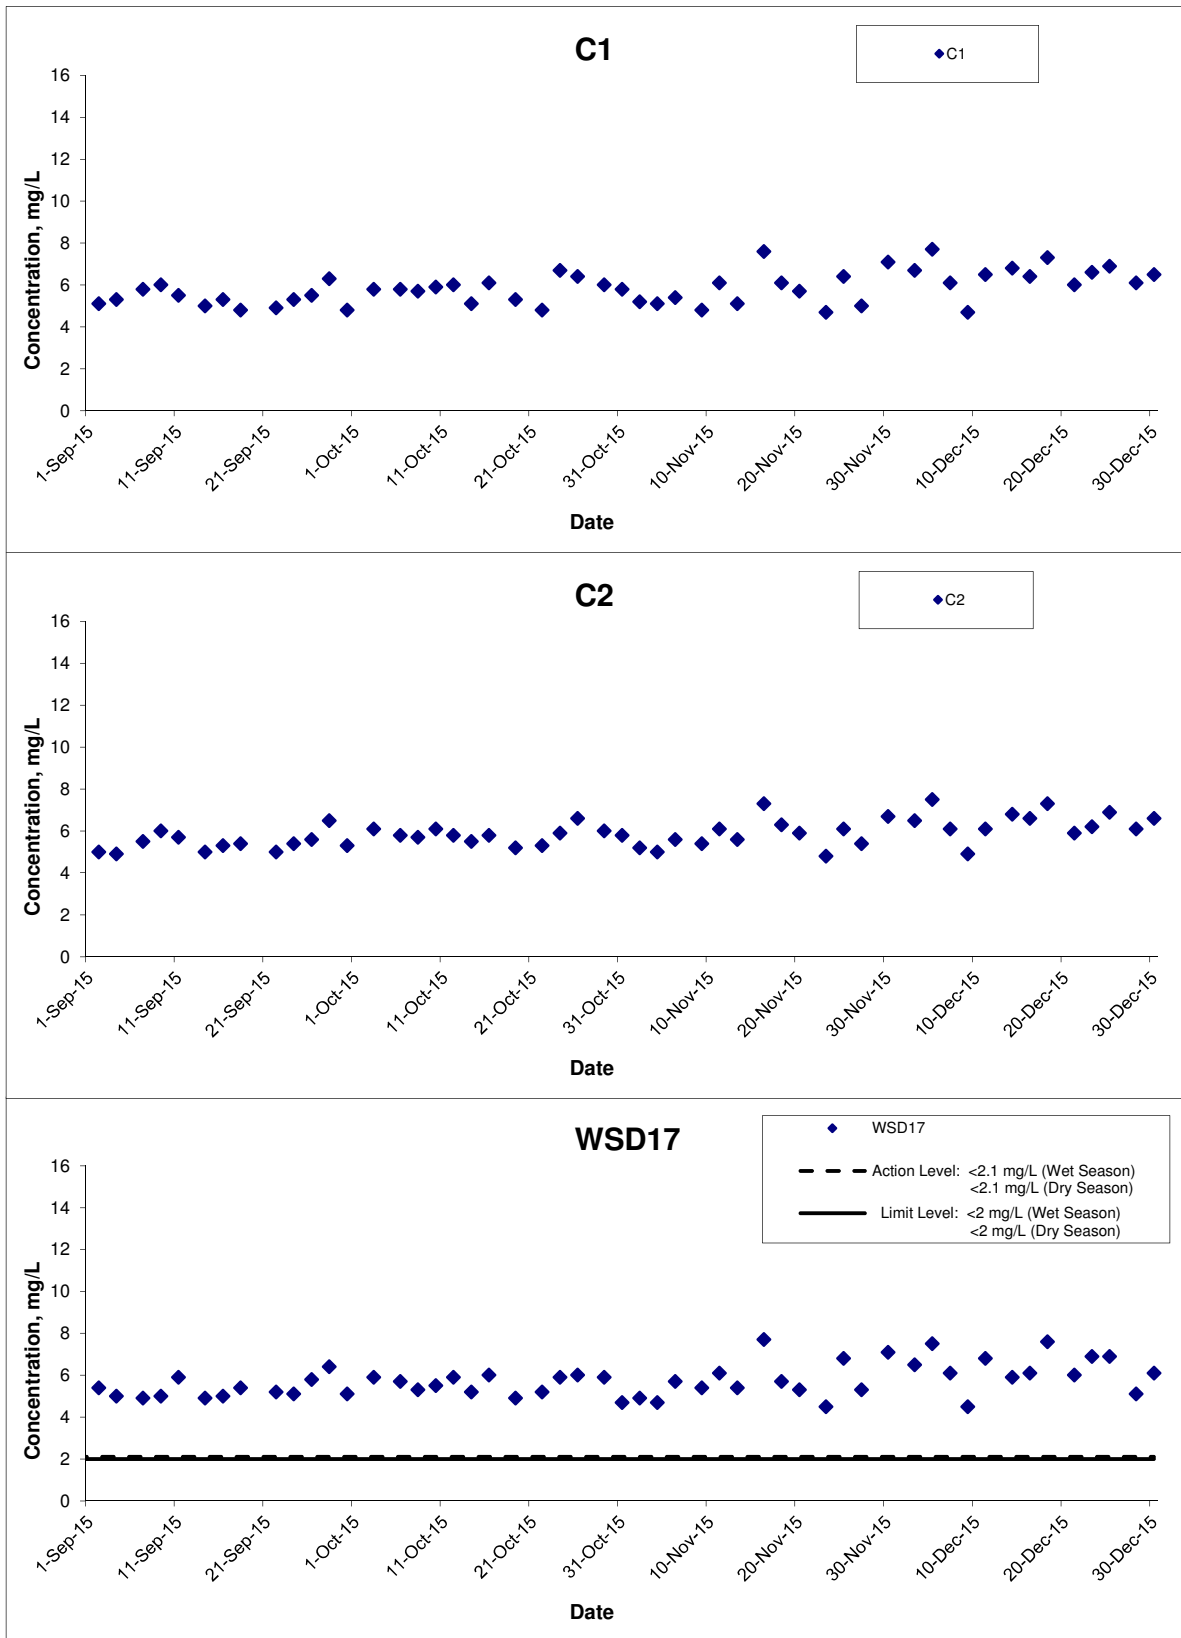 C1
C1
Concentration, mg/L
16
14
12
10
8
6
4
2
0
1-Sep-15
11-Sep-15
21-Sep-15
1-Oct-15
11-Oct-15
21-Oct-15
31-Oct-15
10-Nov-15
20-Nov-15
30-Nov-15
10-Dec-15
20-Dec-15
30-Dec-15
Date
C2
C2
Concentration, mg/L
16
14
12
10
8
6
4
2
0
1-Sep-15
11-Sep-15
21-Sep-15
1-Oct-15
11-Oct-15
21-Oct-15
31-Oct-15
10-Nov-15
20-Nov-15
30-Nov-15
10-Dec-15
20-Dec-15
30-Dec-15
Date
WSD17
WSD17
Action Level: <2.1 mg/L (Wet Season)
<2.1 mg/L (Dry Season)
Limit Level: <2 mg/L (Wet Season)
<2 mg/L (Dry Season)
Concentration, mg/L
16
14
12
10
8
6
4
2
0
1-Sep-15
11-Sep-15
21-Sep-15
1-Oct-15
11-Oct-15
21-Oct-15
31-Oct-15
10-Nov-15
20-Nov-15
30-Nov-15
10-Dec-15
20-Dec-15
30-Dec-15
Date